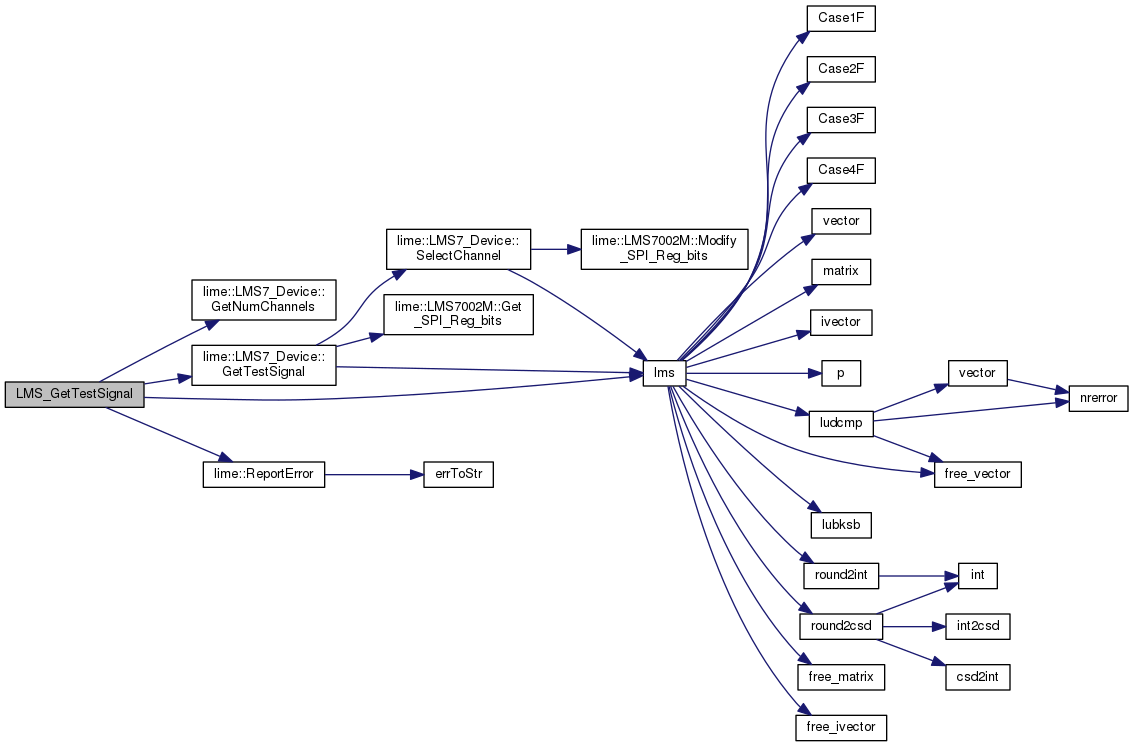 LMS_GetTestSignal
lime::LMS7_Device::
GetNumChannels
lime::LMS7_Device::
GetTestSignal
lime::ReportError
lime::LMS7_Device::
SelectChannel
lime::LMS7002M::Get
_SPI_Reg_bits
errToStr
lime::LMS7002M::Modify
_SPI_Reg_bits
lms
Case1F
Case2F
Case3F
Case4F
vector
matrix
ivector
p
ludcmp
lubksb
round2int
round2csd
free_matrix
free_ivector
vector
free_vector
int
int2csd
csd2int
nrerror